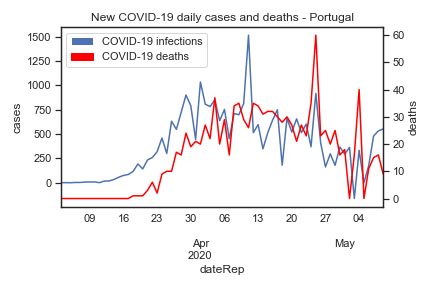 New COVID-19 daily cases and deaths - Portugal
COVID-19 infections
COVID-19 deaths
1500
1250
1000
750
500
250
0
cases
60
50
40
30
20
10
0
deaths
09 16 23 30 06 13 20 27 04
Apr May
2020
dateRep